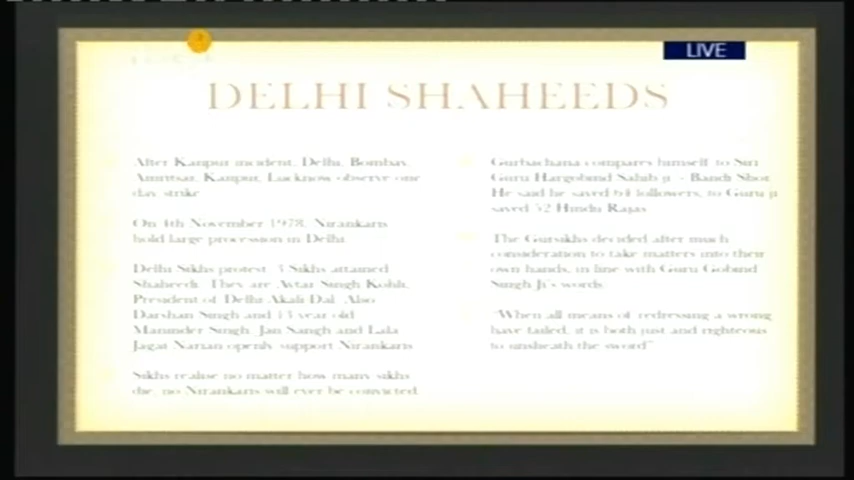 LIVE
DELHI SHAHEEDS
After Kanpur incident, Delhi, Bombay,
Amritsar, Kanpur, Lucknow observe one
day strike
On 4th November 1978, Nirankaris
hold large procession in Delhi.
Delhi Sikhs protest. 3 Sikhs attained
Shaheedi. They are Avtar Singh Kohli,
President of Delhi Akali Dal. Also
Darshan Singh and 13 year old
Maninder Singh. Jan Sangh and Lala
Jagat Narian openly support Nirankaris
Sikhs realise no matter how many sikhs
die, no Nirankaris will ever be convicted.
Gurbachana compares himself to Siri
Guru Hargobind Sahib ji - Bandi Shor.
He said he saved 64 followers, to Guru ji
saved 52 Hindu Rajas
The Gursikhs decided after much
consideration to take matters into their
own hands, in line with Guru Gobind
Singh Ji's words.
"When all means of redressing a wrong
have failed, it is both just and righteous
to unsheath the sword"